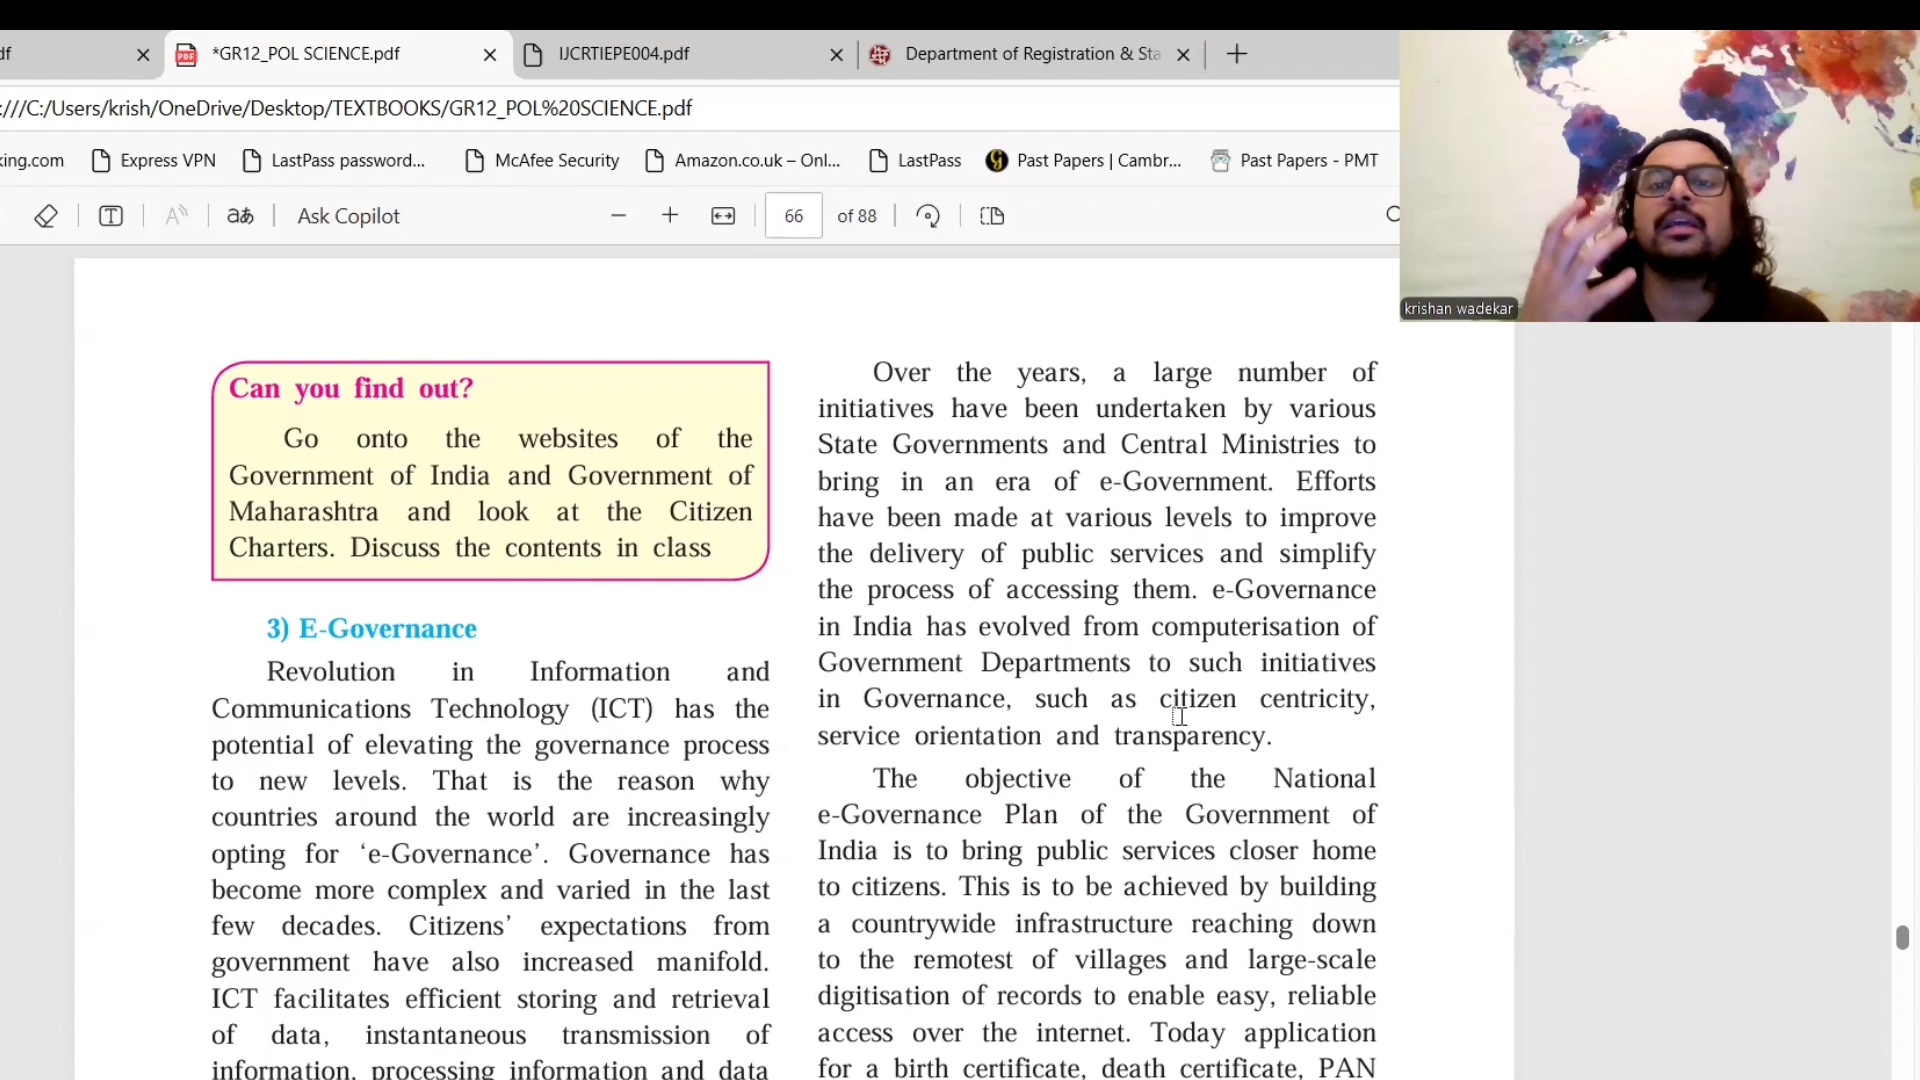 df
*GR12_POL SCIENCE.pdf
IJCRTIEPE004.pdf
Department of Registration & Sta
:///C:/Users/krish/OneDrive/Desktop/TEXTBOOKS/GR12_POL%20SCIENCE.pdf
king.com
Express VPN
LastPass password...
McAfee Security
Amazon.co.uk – Onl...
LastPass
Past Papers | Cambr...
Past Papers - PMT
Ask Copilot
66 of 88
krishan wadekar
Can you find out?
Go onto the websites of the
Government of India and Government of
Maharashtra and look at the Citizen
Charters. Discuss the contents in class
3) E-Governance
Revolution in Information and
Communications Technology (ICT) has the
potential of elevating the governance process
to new levels. That is the reason why
countries around the world are increasingly
opting for ‘e-Governance’. Governance has
become more complex and varied in the last
few decades. Citizens’ expectations from
government have also increased manifold.
ICT facilitates efficient storing and retrieval
of data, instantaneous transmission of
information, processing information and data
Over the years, a large number of
initiatives have been undertaken by various
State Governments and Central Ministries to
bring in an era of e-Government. Efforts
have been made at various levels to improve
the delivery of public services and simplify
the process of accessing them. e-Governance
in India has evolved from computerisation of
Government Departments to such initiatives
in Governance, such as citizen centricity,
service orientation and transparency.
The objective of the National
e-Governance Plan of the Government of
India is to bring public services closer home
to citizens. This is to be achieved by building
a countrywide infrastructure reaching down
to the remotest of villages and large-scale
digitisation of records to enable easy, reliable
access over the internet. Today application
for a birth certificate, death certificate, PAN